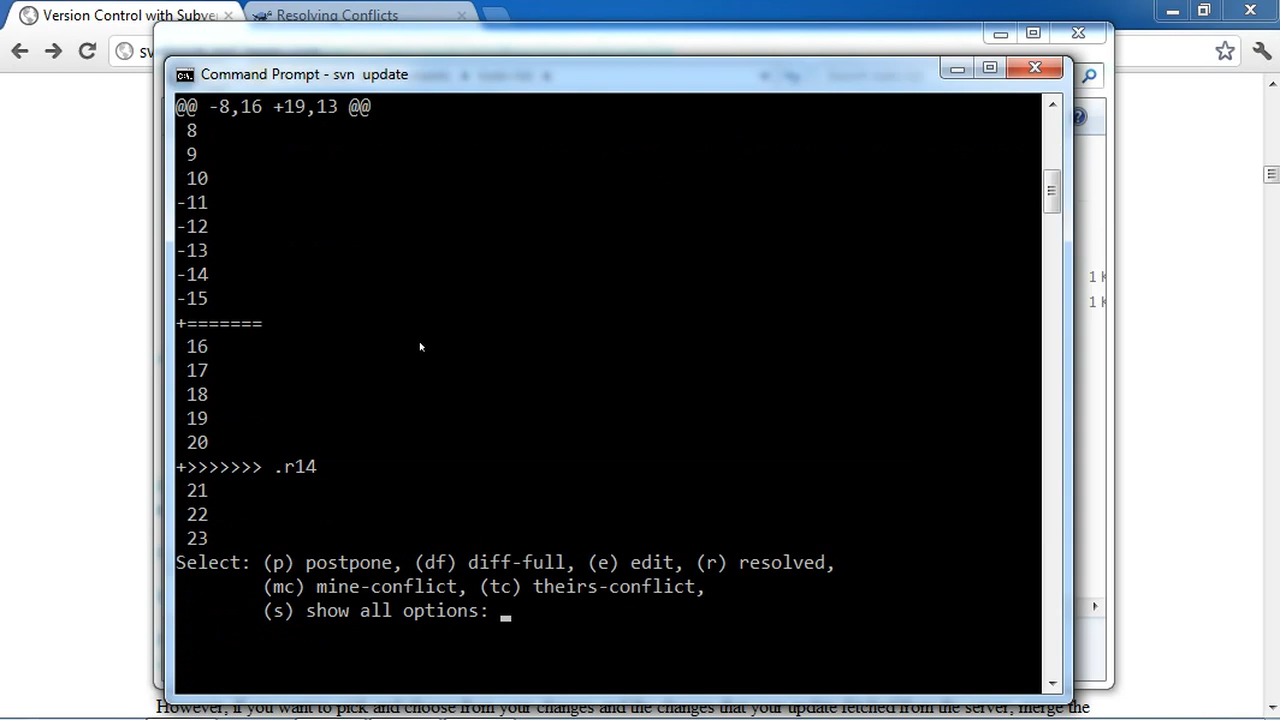 Version Control with Subve
Resolving Conflicts
sv
Command Prompt - svn  update
@@ -8,16 +19,13 @@
 8
 9
 10
-11
-12
-13
-14
-15
+=======
 16
 17
 18
 19
 20
+>>>>>>> .r14
 21
 22
 23
Select: (p) postpone, (df) diff-full, (e) edit, (r) resolved,
        (mc) mine-conflict, (tc) theirs-conflict,
        (s) show all options:
1 K
1 K
However, if you want to pick and choose from your changes and the changes that your update fetched from the server, merge the